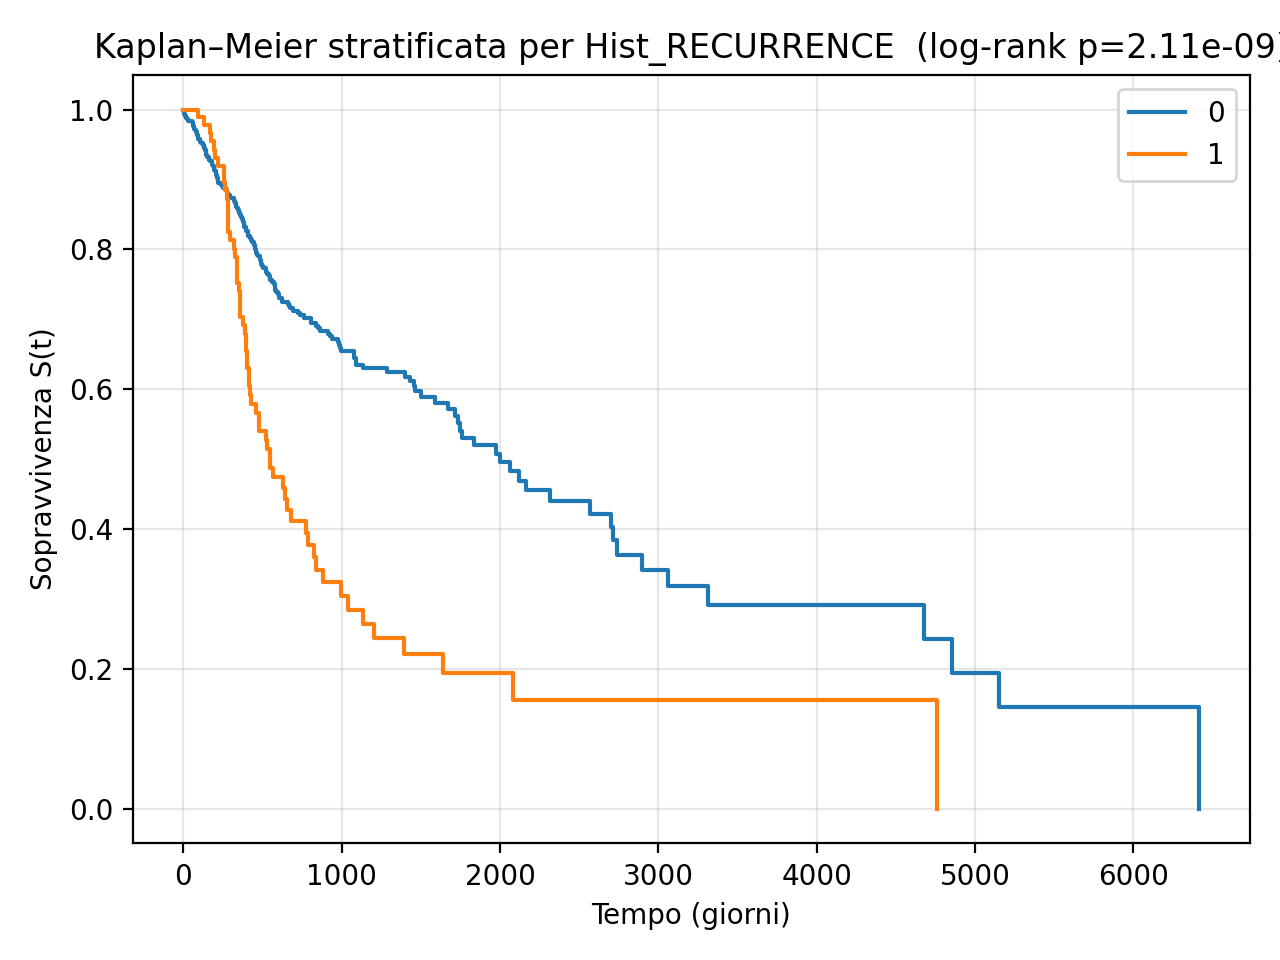 Kaplan–Meier stratificata per Hist_RECURRENCE (log-rank p=2.11e-09)
0
1
1.0
0.8
0.6
0.4
0.2
0.0
Sopravvivenza S(t)
0 1000 2000 3000 4000 5000 6000
Tempo (giorni)